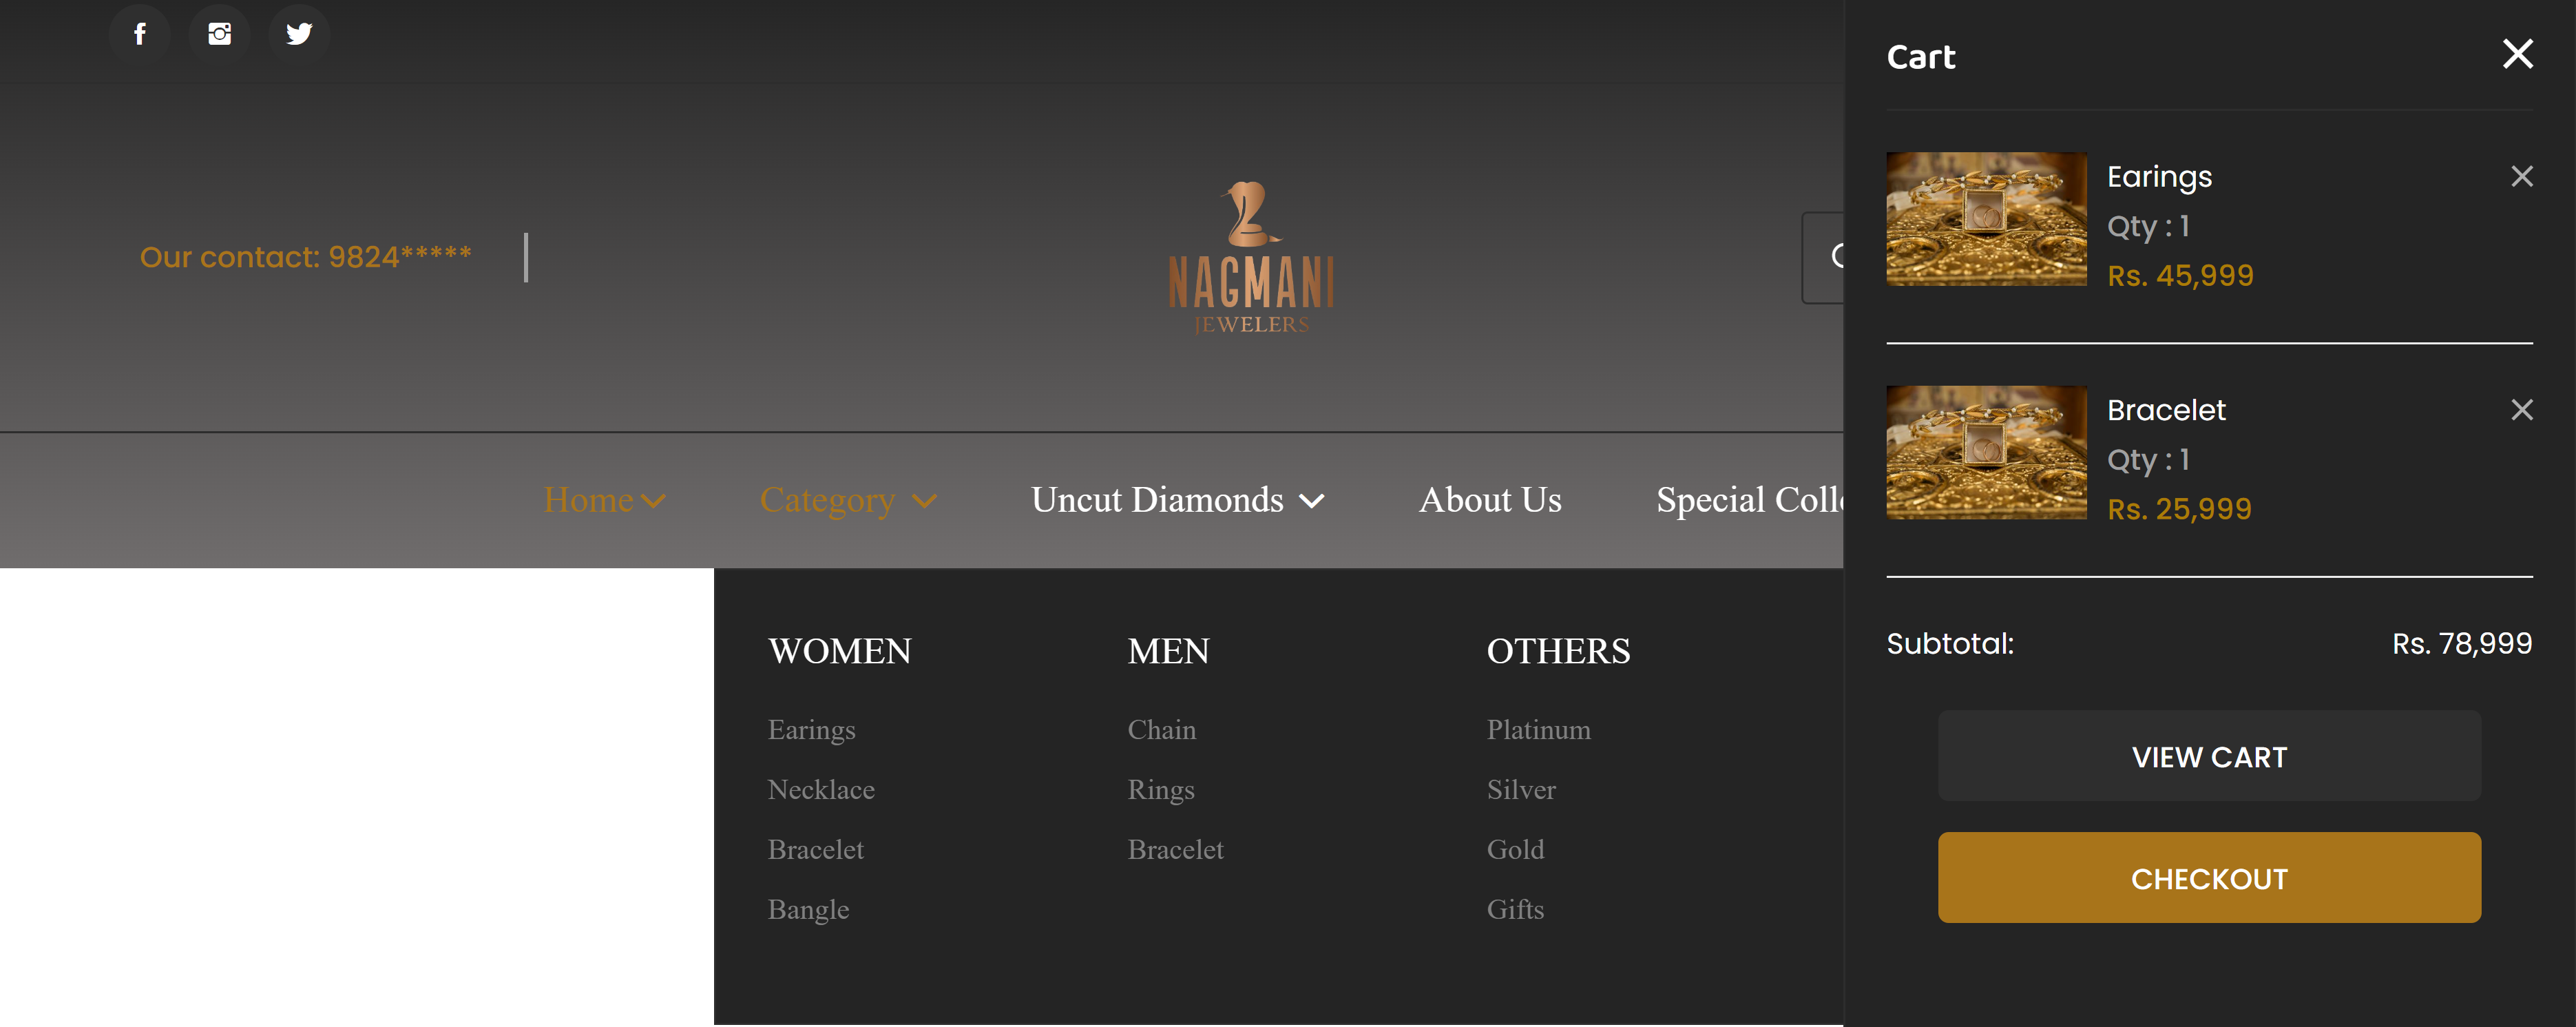 Our contact: 9824*****
NAGMANI
JEWELERS
Home
Category
Uncut Diamonds
About Us
Special
WOMEN
Earings
Necklace
Bracelet
Bangle
MEN
Chain
Rings
Bracelet
OTHERS
Platinum
Silver
Gold
Gifts
Cart
Earings
Qty : 1
Rs. 45,999
Bracelet
Qty : 1
Rs. 25,999
Subtotal: Rs. 78,999
VIEW CART
CHECKOUT